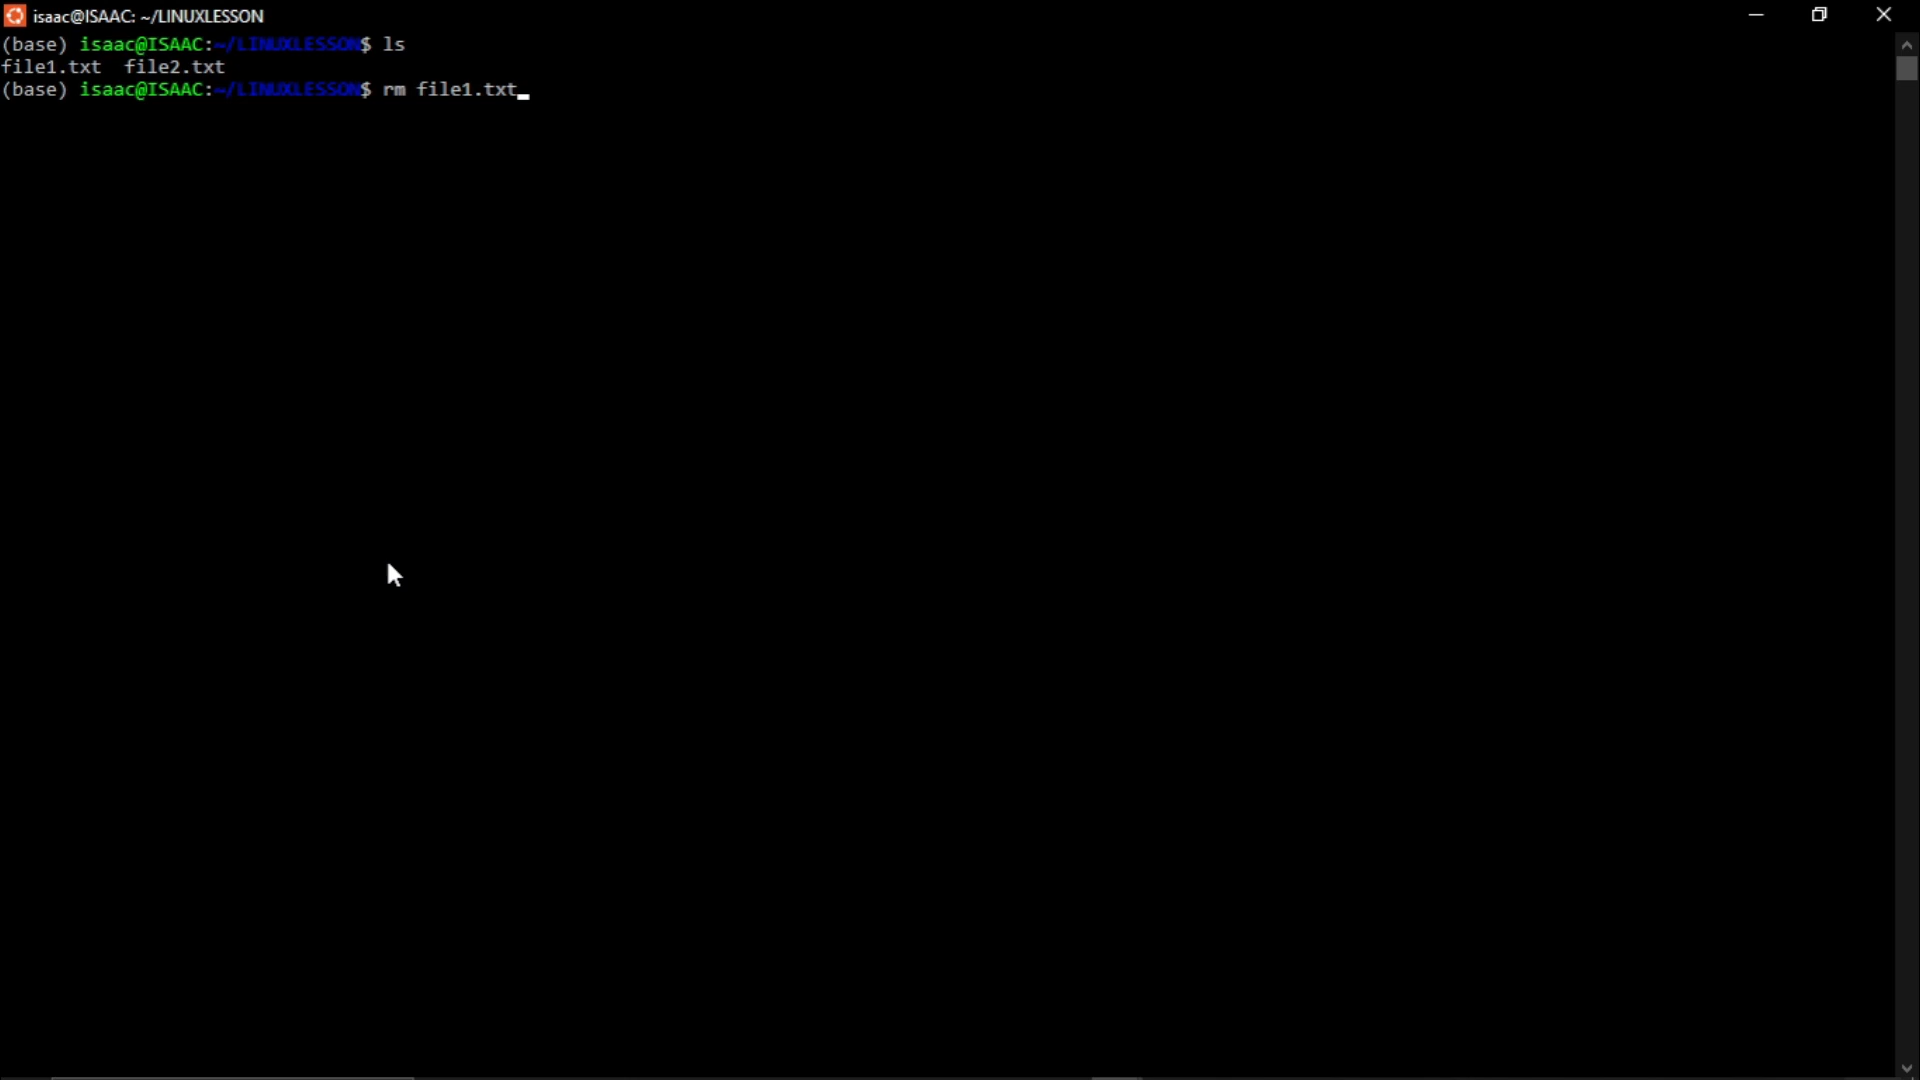 isaac@ISAAC: ~/LINUXLESSON
(base) isaac@ISAAC:~/LINUXLESSON$ ls
file1.txt  file2.txt
(base) isaac@ISAAC:~/LINUXLESSON$ rm file1.txt